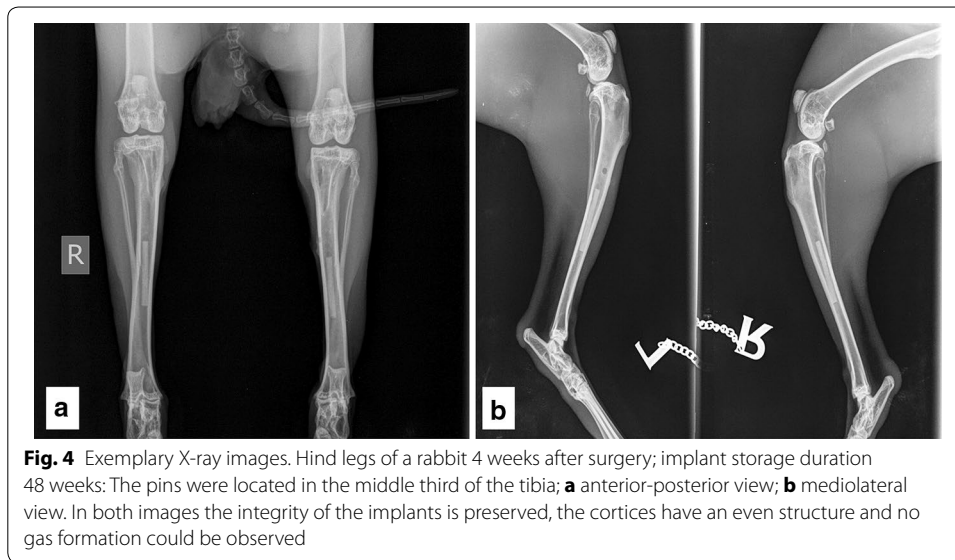 R
a
L
R
b
Fig. 4 Exemplary X-ray images. Hind legs of a rabbit 4 weeks after surgery; implant storage duration
48 weeks: The pins were located in the middle third of the tibia; a anterior-posterior view; b mediolateral
view. In both images the integrity of the implants is preserved, the cortices have an even structure and no
gas formation could be observed